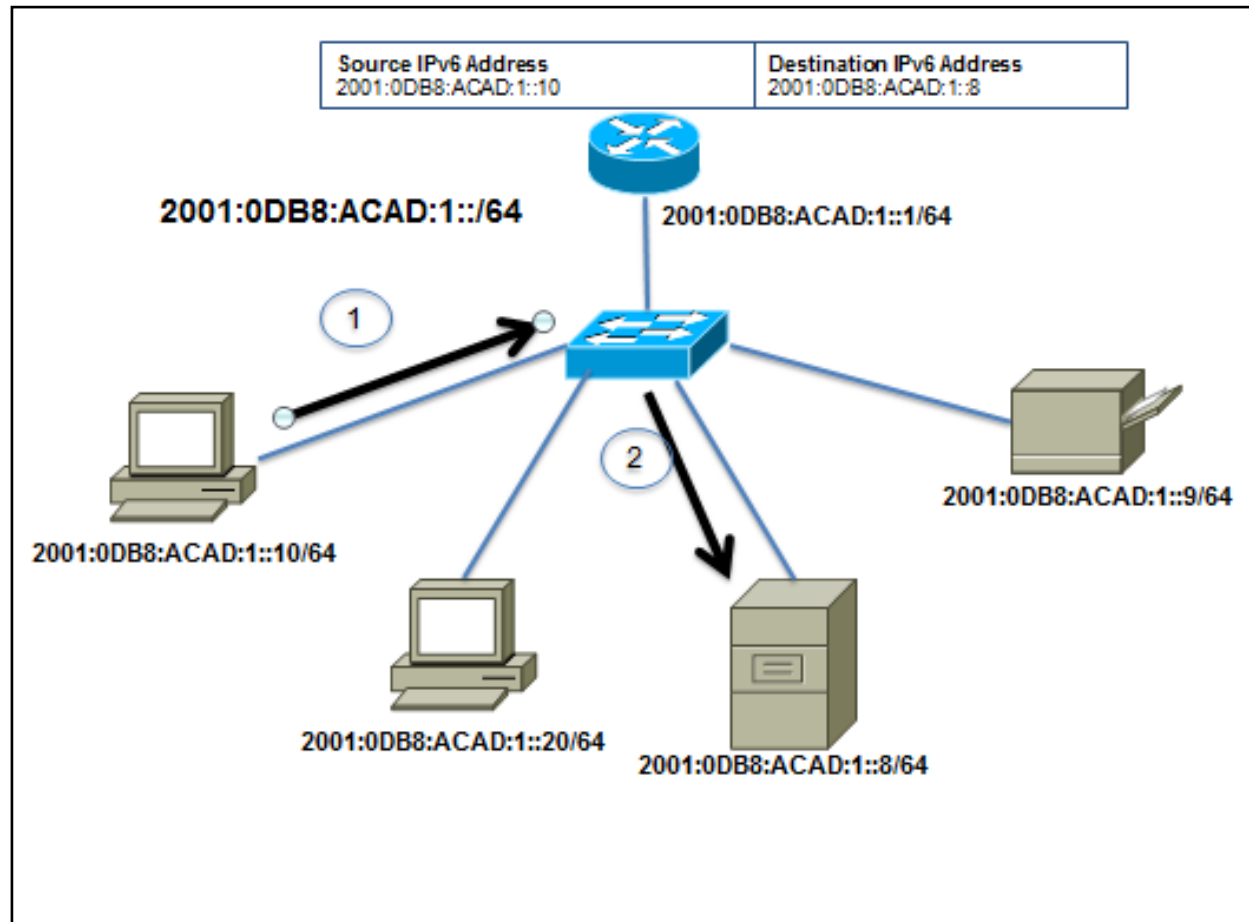 Source IPv6 Address
2001:0DB8:ACAD:1::10
Destination IPv6 Address
2001:0DB8:ACAD:1::8
2001:0DB8:ACAD:1::/64
2001:0DB8:ACAD:1::1/64
1
2
2001:0DB8:ACAD:1::9/64
2001:0DB8:ACAD:1::10/64
2001:0DB8:ACAD:1::20/64
2001:0DB8:ACAD:1::8/64